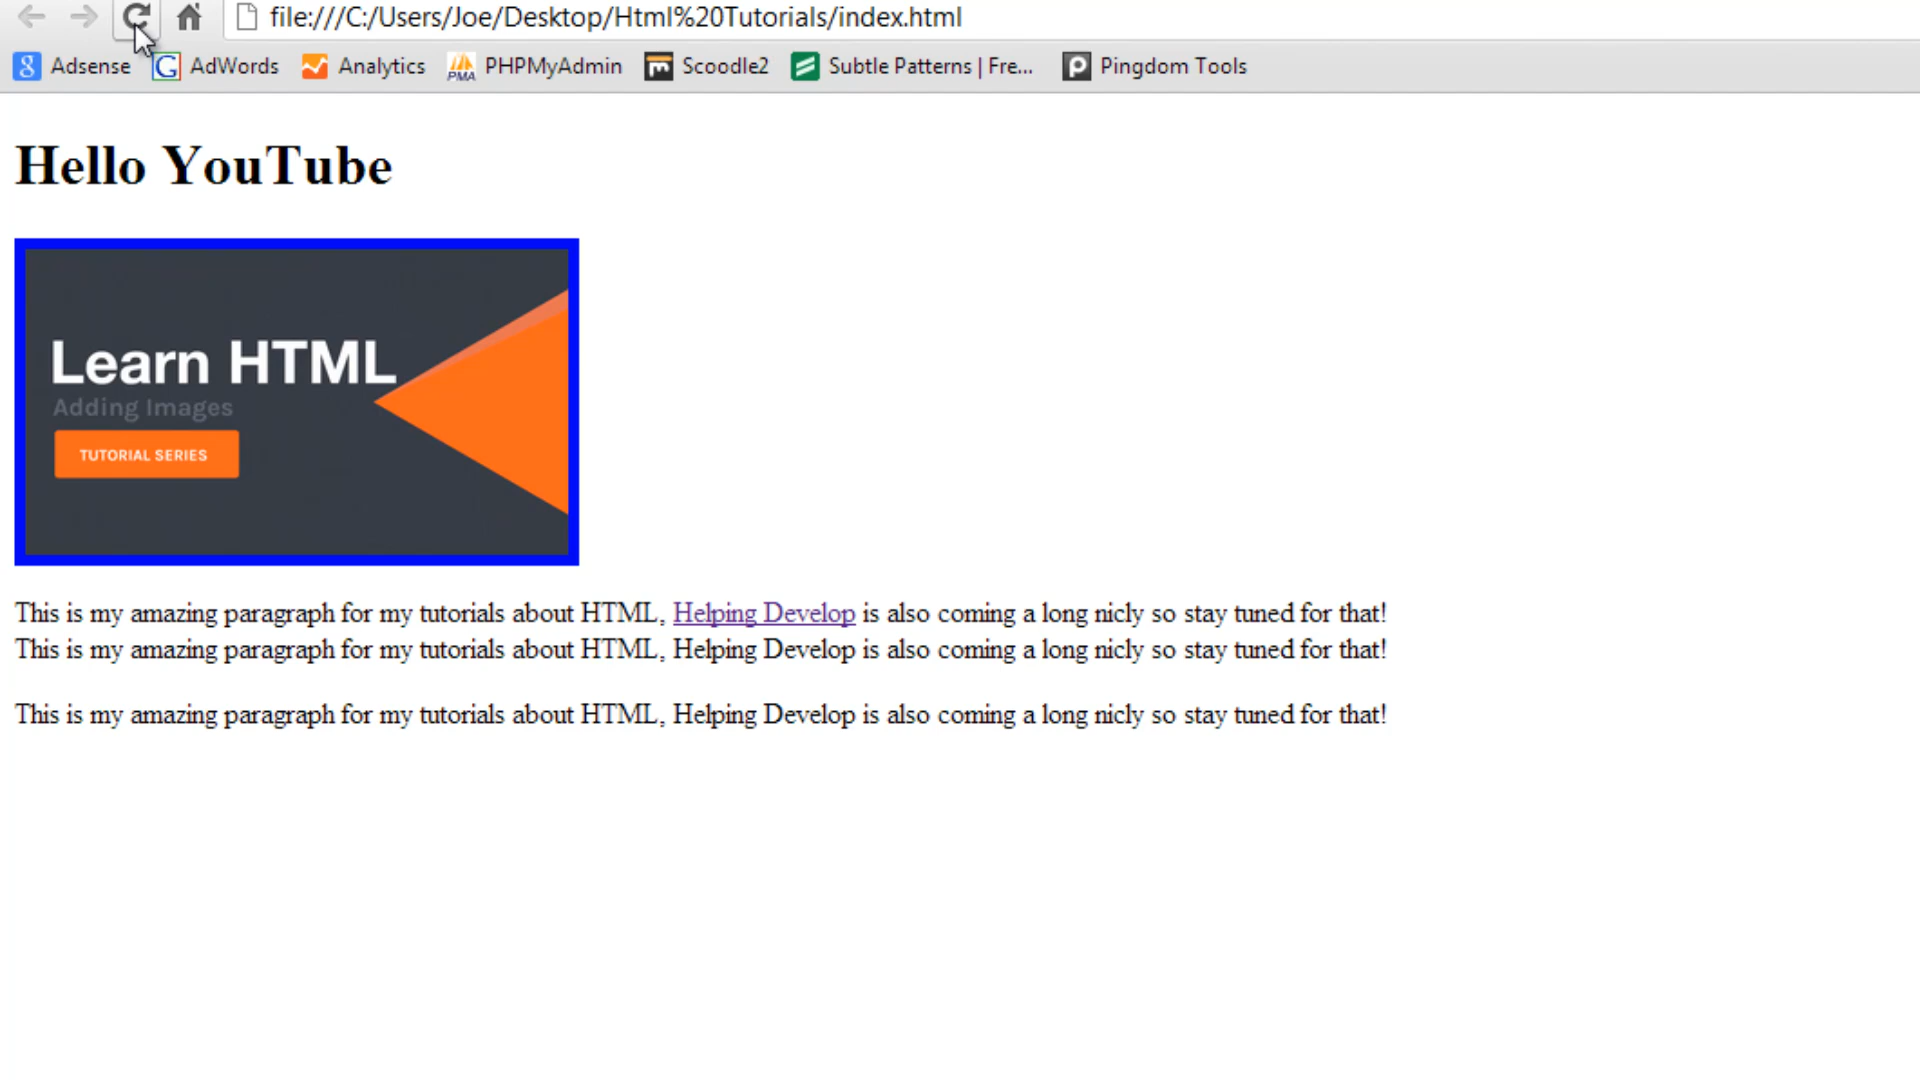 file:///C:/Users/Joe/Desktop/Html%20Tutorials/index.html
Adsense AdWords Analytics PMA PHPMyAdmin Scoodle2 Subtle Patterns | Fre... Pingdom Tools
Hello YouTube
Learn HTML
Adding Images
TUTORIAL SERIES
This is my amazing paragraph for my tutorials about HTML, Helping Develop is also coming a long nicly so stay tuned for that!
This is my amazing paragraph for my tutorials about HTML, Helping Develop is also coming a long nicly so stay tuned for that!
This is my amazing paragraph for my tutorials about HTML, Helping Develop is also coming a long nicly so stay tuned for that!